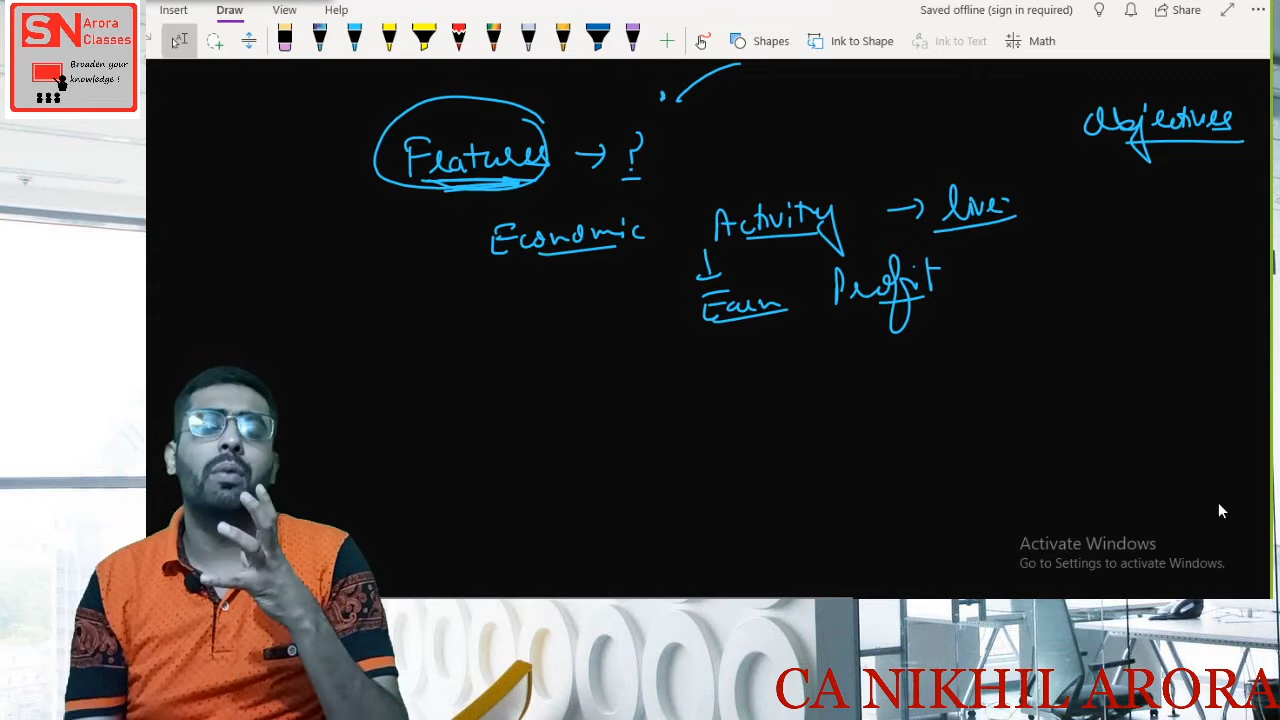 SN Arora Classes
Broaden your knowledge !
Insert Draw View Help
Saved offline (sign in required) Share
Shapes Ink to Shape Ink to Text Math
Objectives
Features → ?
Economic Activity → live
Earn Profit
Activate Windows
Go to Settings to activate Windows.
CA NIKHIL ARORA